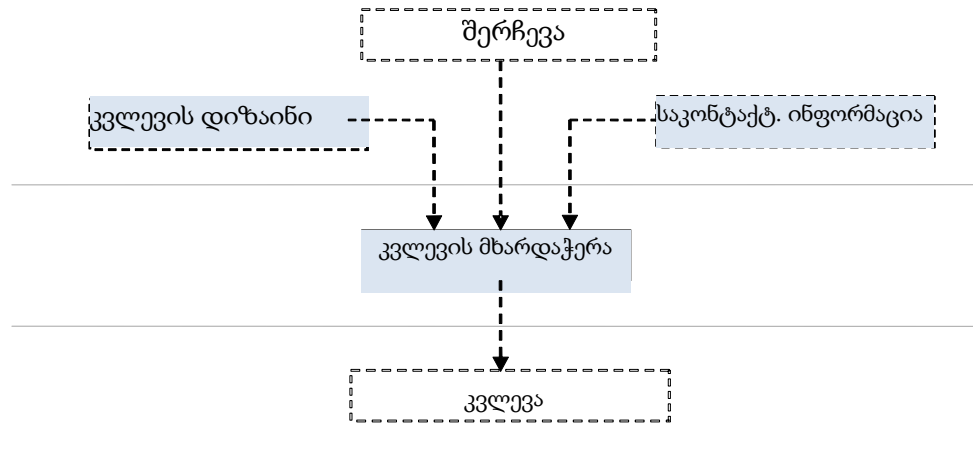 შერჩევა
კვლევის დიზაინი
საკონტაქტ. ინფორმაცია
კვლევის მხარდაჭერა
კვლევა